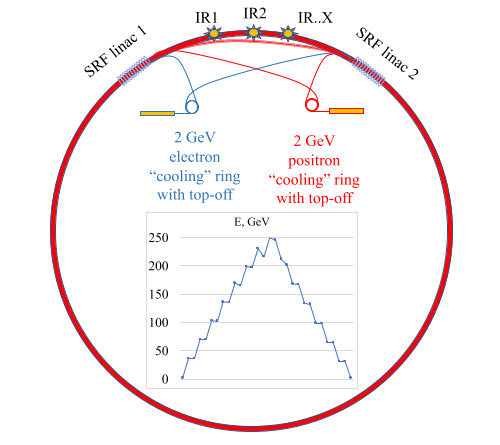 IR1
IR2
IR..X
SRF linac 1
SRF linac 2
2 GeV
electron
“cooling” ring
with top-off
2 GeV
positron
“cooling” ring
with top-off
E, GeV
250
200
150
100
50
0